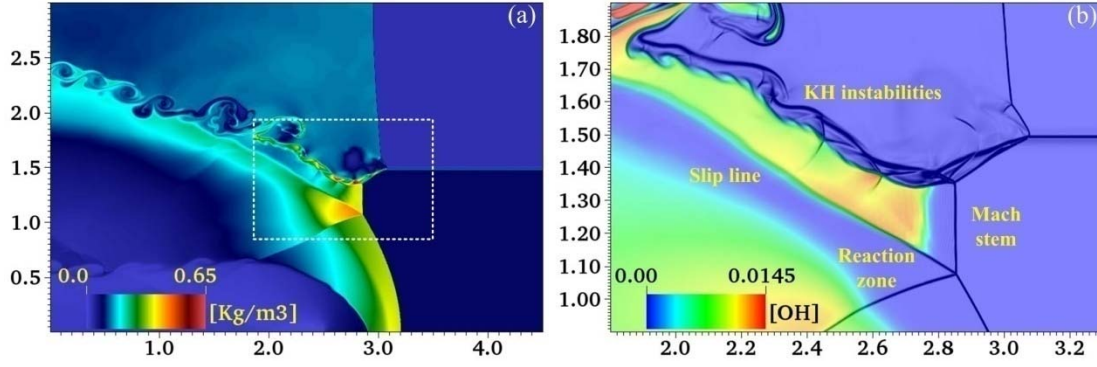 (a)
2.5
2.0
1.5
1.0
0.5
0.0 0.65
[Kg/m3]
1.0 2.0 3.0 4.0
(b)
1.80
1.70
1.60
1.50
1.40
1.30
1.20
1.10
1.00
KH instabilities
Slip line
Mach
stem
Reaction
zone
0.00 0.0145
[OH]
2.0 2.2 2.4 2.6 2.8 3.0 3.2